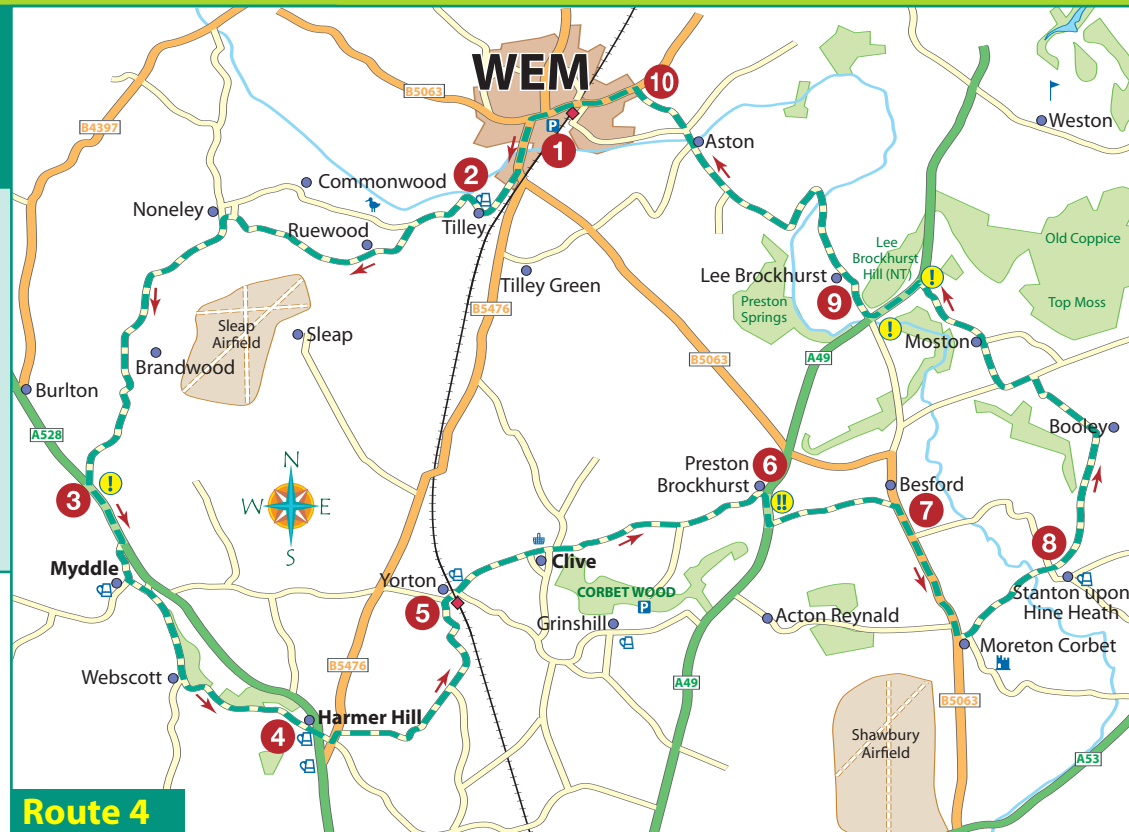 WEM
10
B5063
B4397
P
1
Weston
Aston
2
Commonwood
Noneley
Tilley
Ruewood
Old Coppice
Lee
Brockhurst
Hill (NT)
Lee Brockhurst
Tilley Green
!
Preston
Springs
9
Top Moss
B5476
Sleap
Airfield
Sleap
!
Moston
Brandwood
B5063
A49
Burlton
A528
Booley
N
W E
S
Preston
Brockhurst
6
!!
Besford
7
3
!
8
Myddle
Clive
Yorton
CORBET WOOD
P
5
Stanton upon
Hine Heath
Grinshill
Acton Reynald
Moreton Corbet
B5476
Webscott
A49
B5063
Harmer Hill
4
Shawbury
Airfield
A53
Route 4